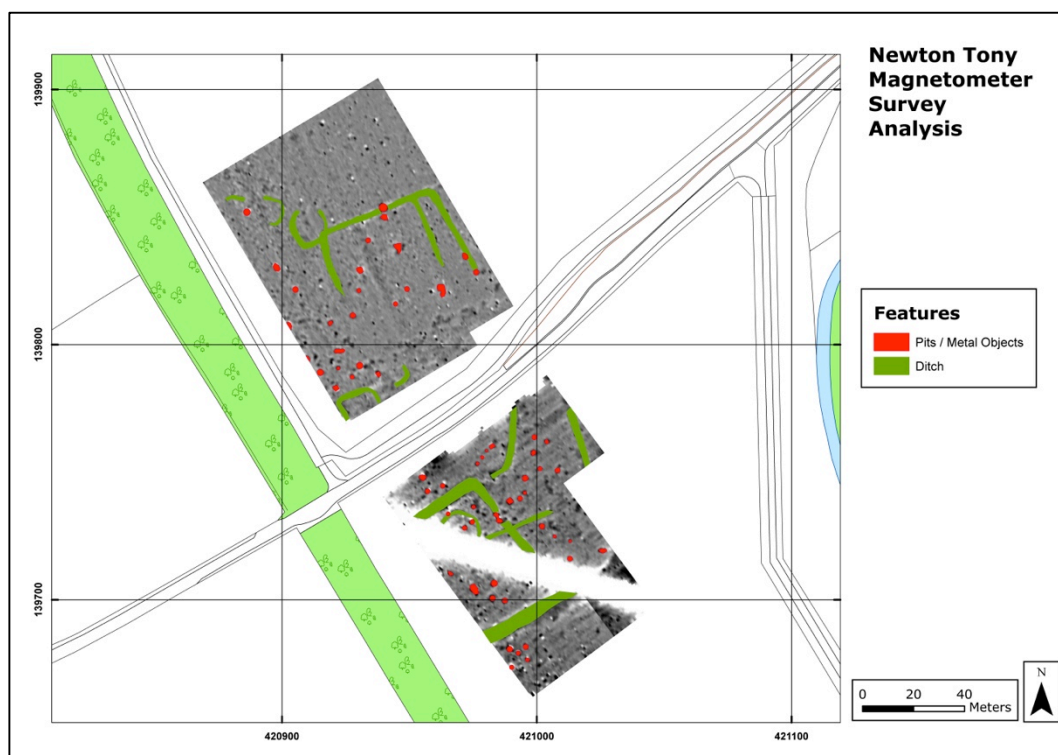 Newton Tony
Magnetometer
Survey
Analysis
139900
139800
139700
Features
Pits / Metal Objects
Ditch
N
0 20 40
Meters
420900 421000 421100